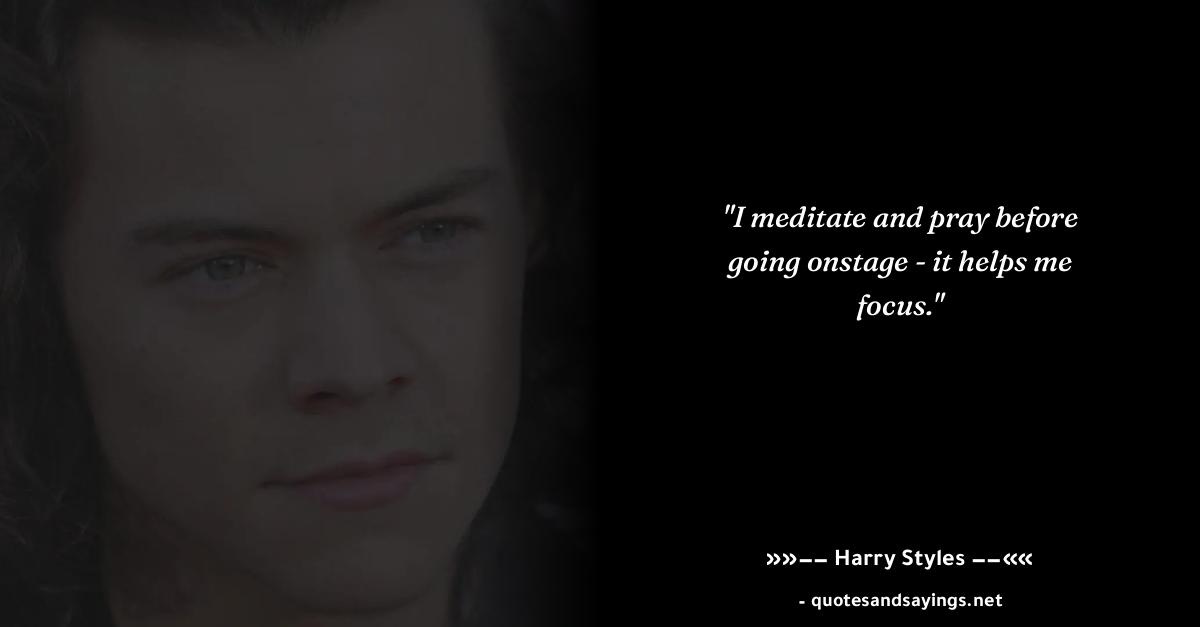 "I meditate and pray before
going onstage - it helps me
focus."
»»–– Harry Styles ––««
- quotesandsayings.net